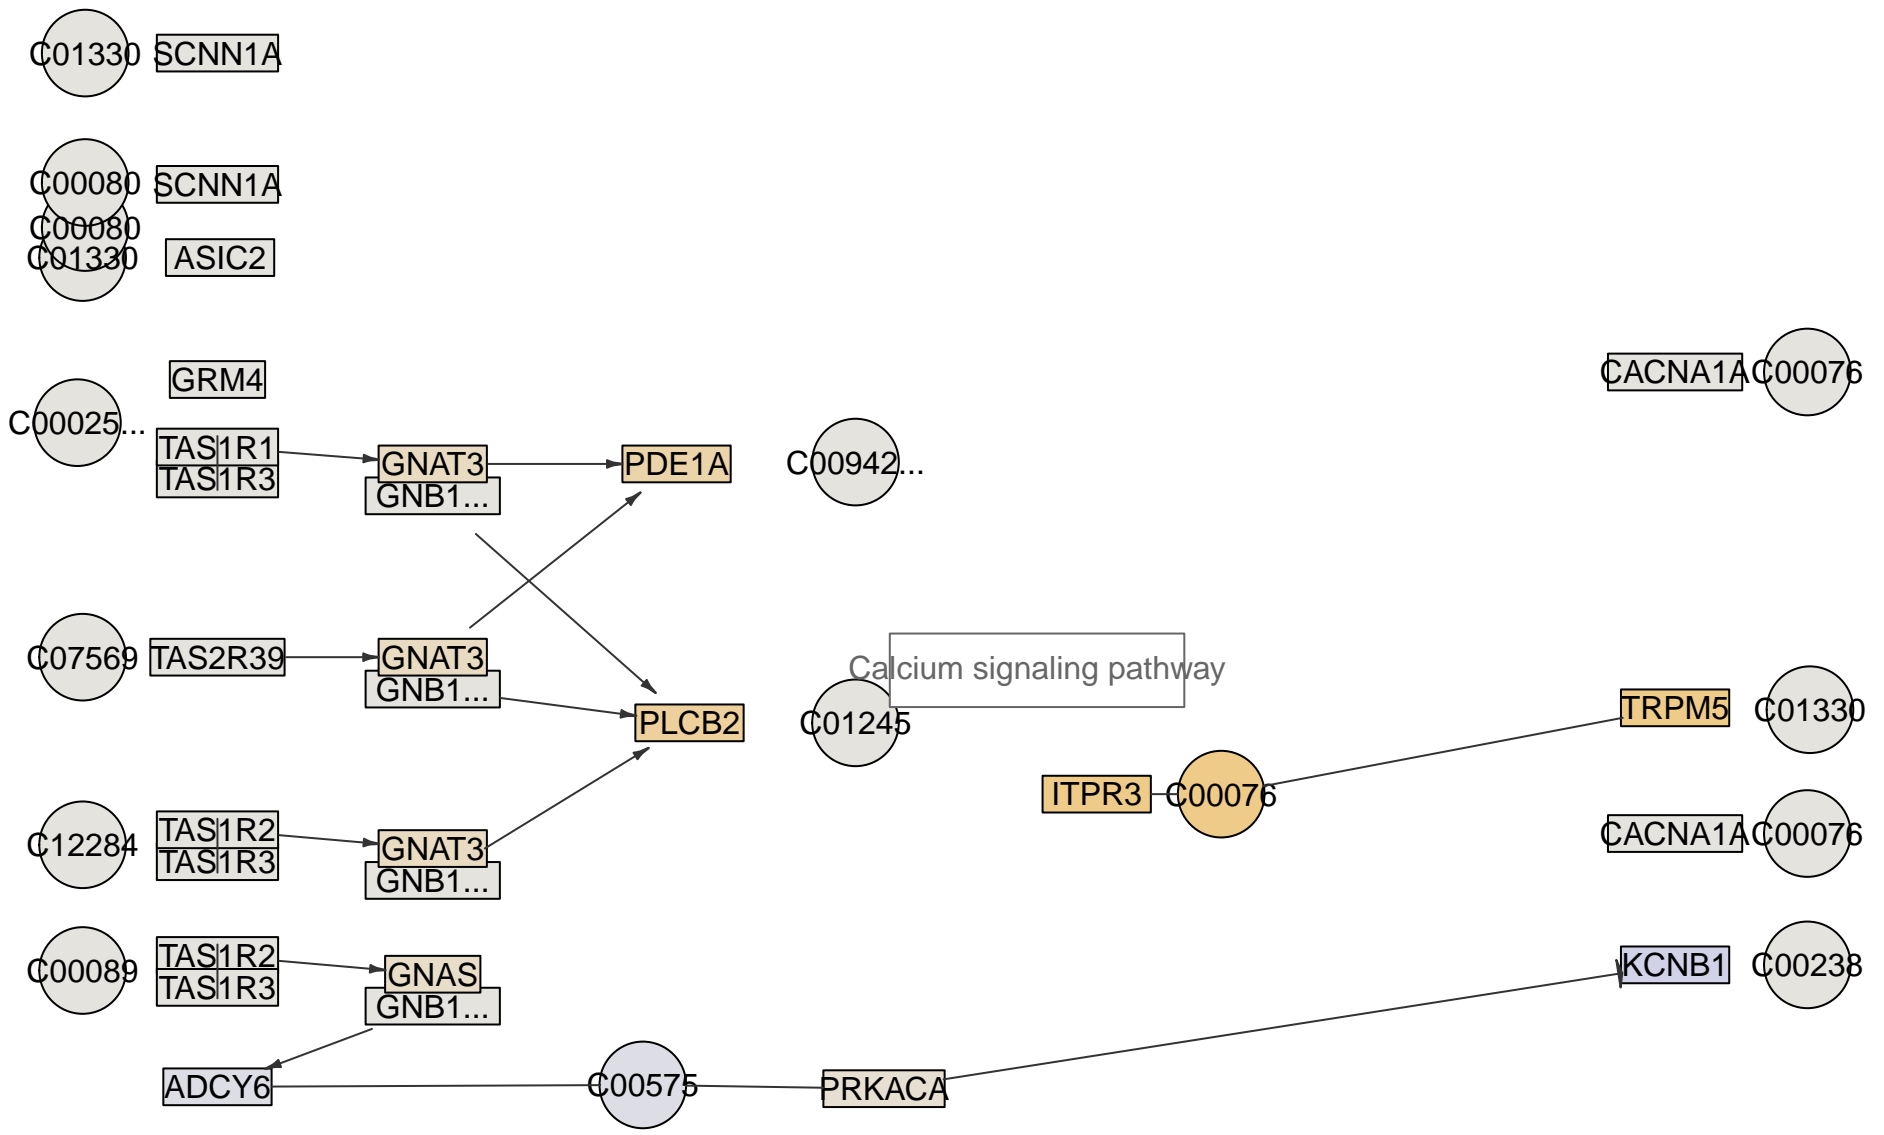 C01330 SCNN1A
C00080 SCNN1A
C00080
C01330 ASIC2
GRM4
CACNA1A C00076
C00025...
TAS1R1
TAS1R3
GNAT3
GNB1...
PDE1A
C00942...
C07569 TAS2R39
GNAT3
GNB1...
Calcium signaling pathway
PLCB2
C01245
TRPM5 C01330
ITPR3 C00076
C12284
TAS1R2
TAS1R3
GNAT3
GNB1...
CACNA1A C00076
C00089
TAS1R2
TAS1R3
GNAS
GNB1...
KCNB1 C00238
ADCY6 C00575 PRKACA